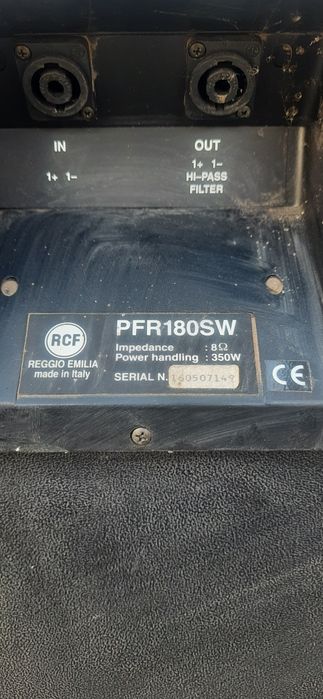 IN
OUT
1+ 1-
1+ 1-
HI-PASS
FILTER
RCF
REGGIO EMILIA
made in Italy
PFR180SW
Impedance : 8Ω
Power handling : 350W
SERIAL N. 160507149
CE